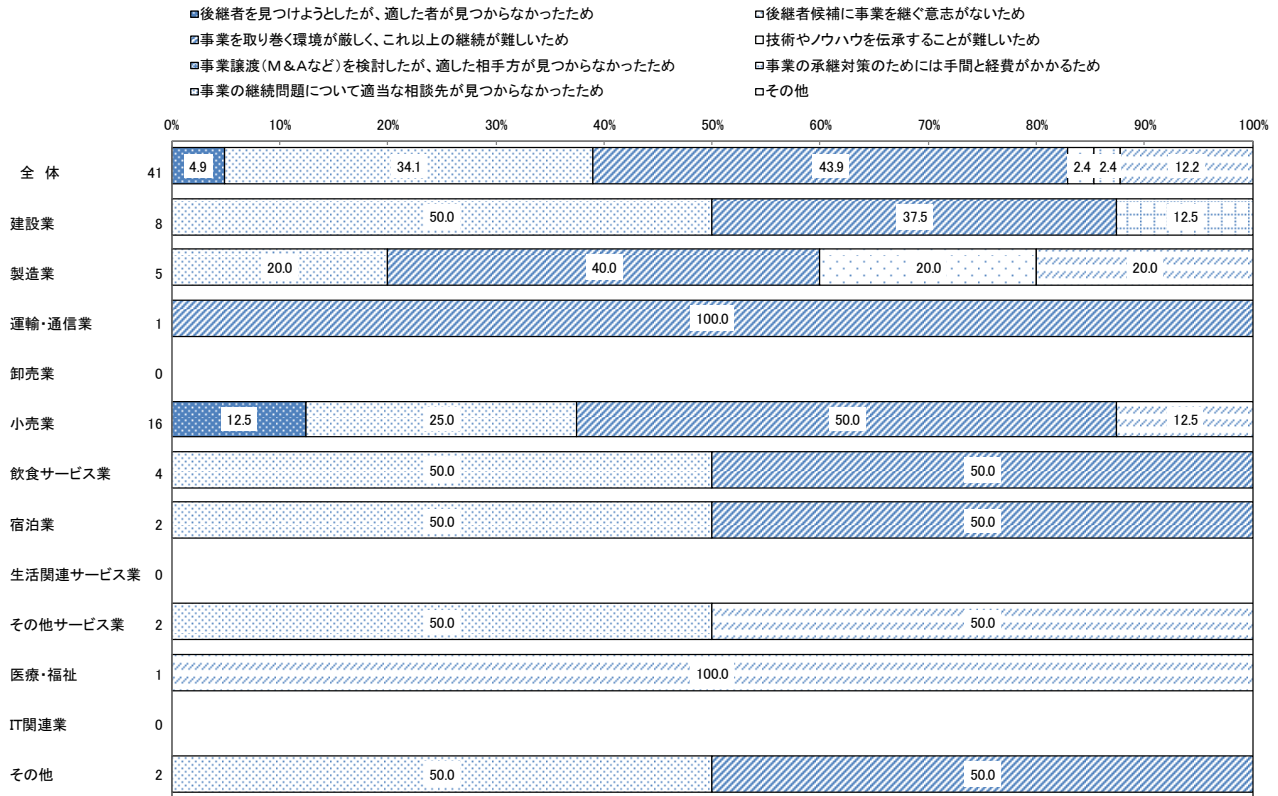 ■後継者を見つけようとしたが、適した者が見つからなかったため □後継者候補に事業を継ぐ意志がないため
■事業を取り巻く環境が厳しく、これ以上の継続が難しいため □技術やノウハウを伝承することが難しいため
■事業譲渡(M&Aなど)を検討したが、適した相手方が見つからなかったため □事業の承継対策のためには手間と経費がかかるため
□事業の継続問題について適当な相談先が見つからなかったため □その他
0% 10% 20% 30% 40% 50% 60% 70% 80% 90% 100%
全 体 41 4.9 34.1 43.9 2.4 2.4 12.2
建設業 8 50.0 37.5 12.5
製造業 5 20.0 40.0 20.0 20.0
運輸・通信業 1 100.0
卸売業 0
小売業 16 12.5 25.0 50.0 12.5
飲食サービス業 4 50.0 50.0
宿泊業 2 50.0 50.0
生活関連サービス業 0
その他サービス業 2 50.0 50.0
医療・福祉 1 100.0
IT関連業 0
その他 2 50.0 50.0